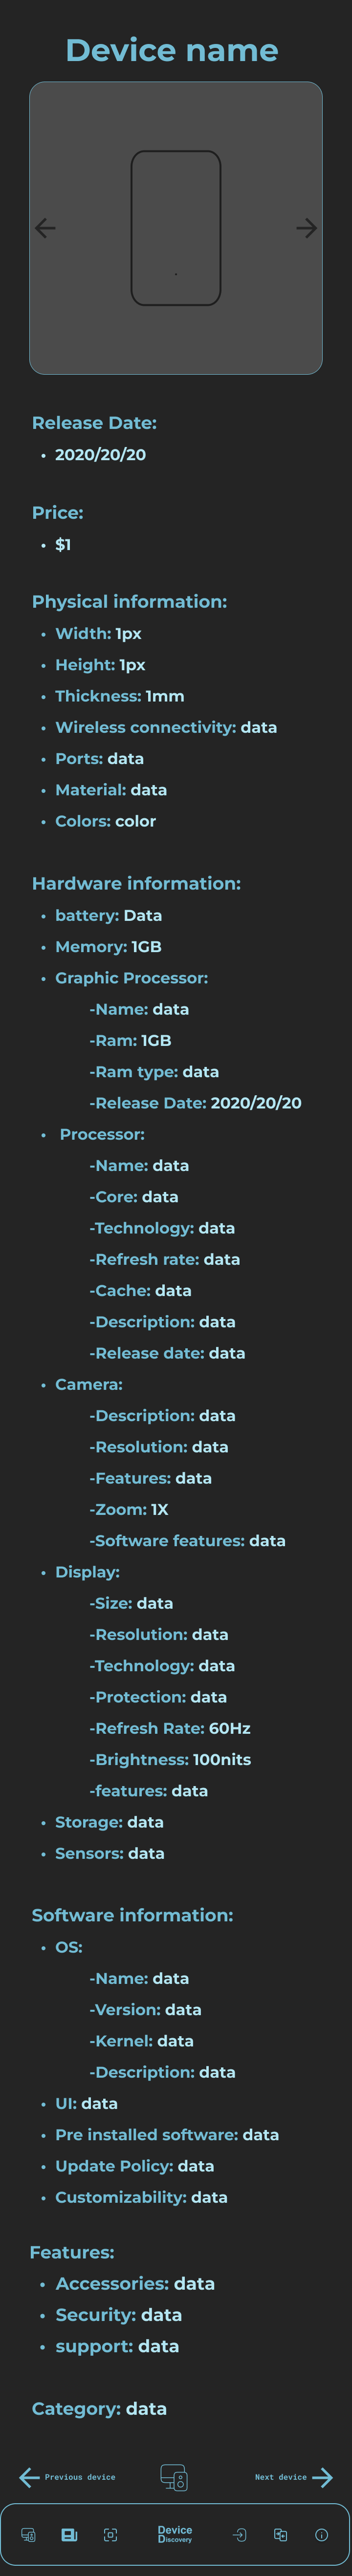 Device name
Release Date:
• 2020/20/20
Price:
• $1
Physical information:
• Width: 1px
• Height: 1px
• Thickness: 1mm
• Wireless connectivity: data
• Ports: data
• Material: data
• Colors: color
Hardware information:
• battery: Data
• Memory: 1GB
• Graphic Processor:
-Name: data
-Ram: 1GB
-Ram type: data
-Release Date: 2020/20/20
• Processor:
-Name: data
-Core: data
-Technology: data
-Refresh rate: data
-Cache: data
-Description: data
-Release date: data
• Camera:
-Description: data
-Resolution: data
-Features: data
-Zoom: 1X
-Software features: data
• Display:
-Size: data
-Resolution: data
-Technology: data
-Protection: data
-Refresh Rate: 60Hz
-Brightness: 100nits
-features: data
• Storage: data
• Sensors: data
Software information:
• OS:
-Name: data
-Version: data
-Kernel: data
-Description: data
• UI: data
• Pre installed software: data
• Update Policy: data
• Customizability: data
Features:
• Accessories: data
• Security: data
• support: data
Category: data
Previous device
Next device
Device
Discovery